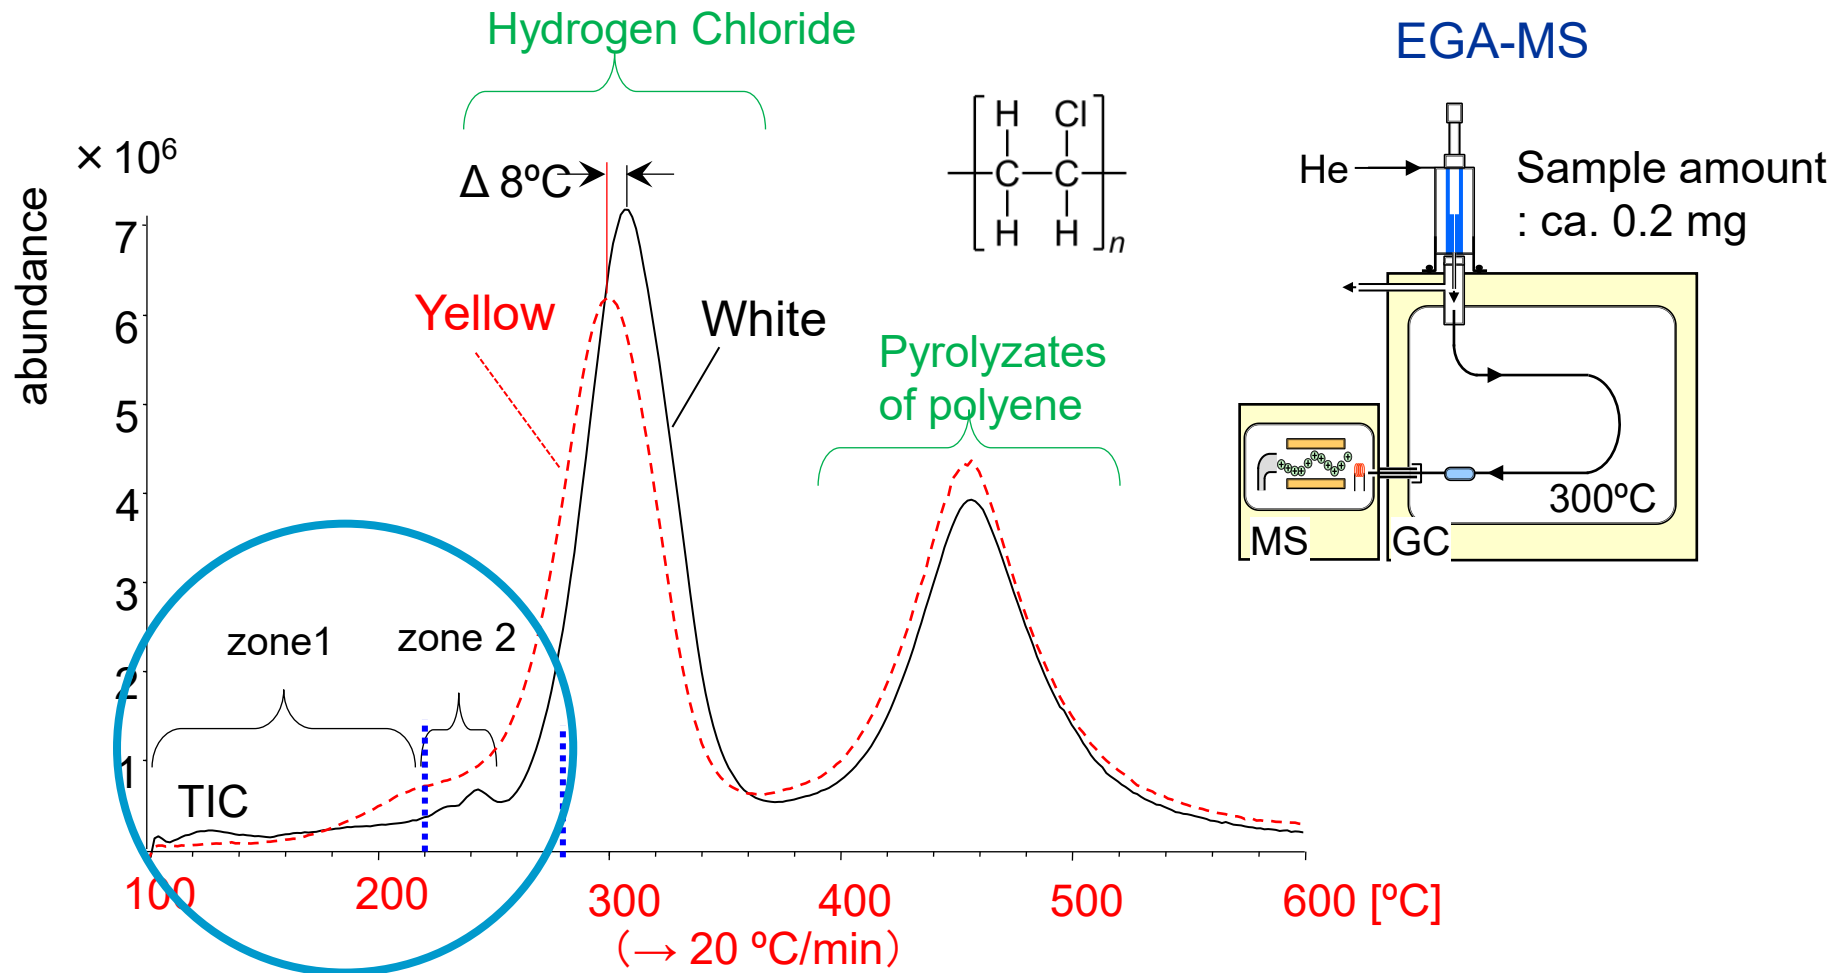 Hydrogen Chloride
EGA-MS
× 10⁶
abundance
Δ 8ºC
H Cl
C C
H H
n
He
Sample amount
: ca. 0.2 mg
7
6
5
4
3
2
1
Yellow
White
Pyrolyzates
of polyene
300ºC
MS
GC
zone1
zone 2
TIC
100 200 300 400 500 600 [ºC]
(→ 20 ºC/min)